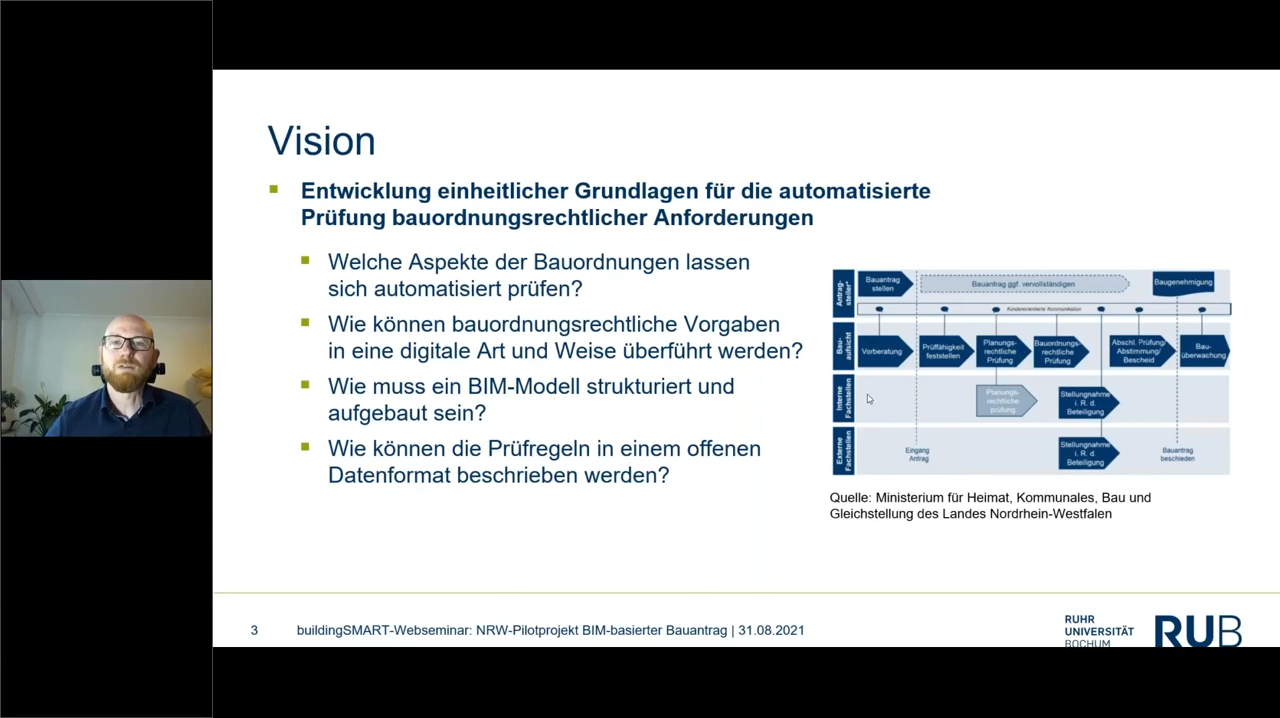 Vision
Entwicklung einheitlicher Grundlagen für die automatisierte
Prüfung bauordnungsrechtlicher Anforderungen
Welche Aspekte der Bauordnungen lassen
sich automatisiert prüfen?
Wie können bauordnungsrechtliche Vorgaben
in eine digitale Art und Weise überführt werden?
Wie muss ein BIM-Modell strukturiert und
aufgebaut sein?
Wie können die Prüfregeln in einem offenen
Datenformat beschrieben werden?
Antrag-
steller*
Bauantrag
stellen
Bauantrag ggf. vervollständigen
Baugenehmigung
Kundenorientierte Kommunikation
Bau-
aufsicht
Vorberatung
Prüffähigkeit
feststellen
Planungs-
rechtliche
Prüfung
Bauordnungs-
rechtliche
Prüfung
Abschl. Prüfung/
Abstimmung/
Bescheid
Bau-
überwachung
Interne
Fachstellen
Planungs-
rechtliche
prüfung
Stellungnahme
i. R. d.
Beteiligung
Externe
Fachstellen
Eingang
Antrag
Stellungnahme
i. R. d.
Beteiligung
Bauantrag
beschieden
Quelle: Ministerium für Heimat, Kommunales, Bau und
Gleichstellung des Landes Nordrhein-Westfalen
3 buildingSMART-Webseminar: NRW-Pilotprojekt BIM-basierter Bauantrag | 31.08.2021
RUHR
UNIVERSITÄT
BOCHUM
RUB